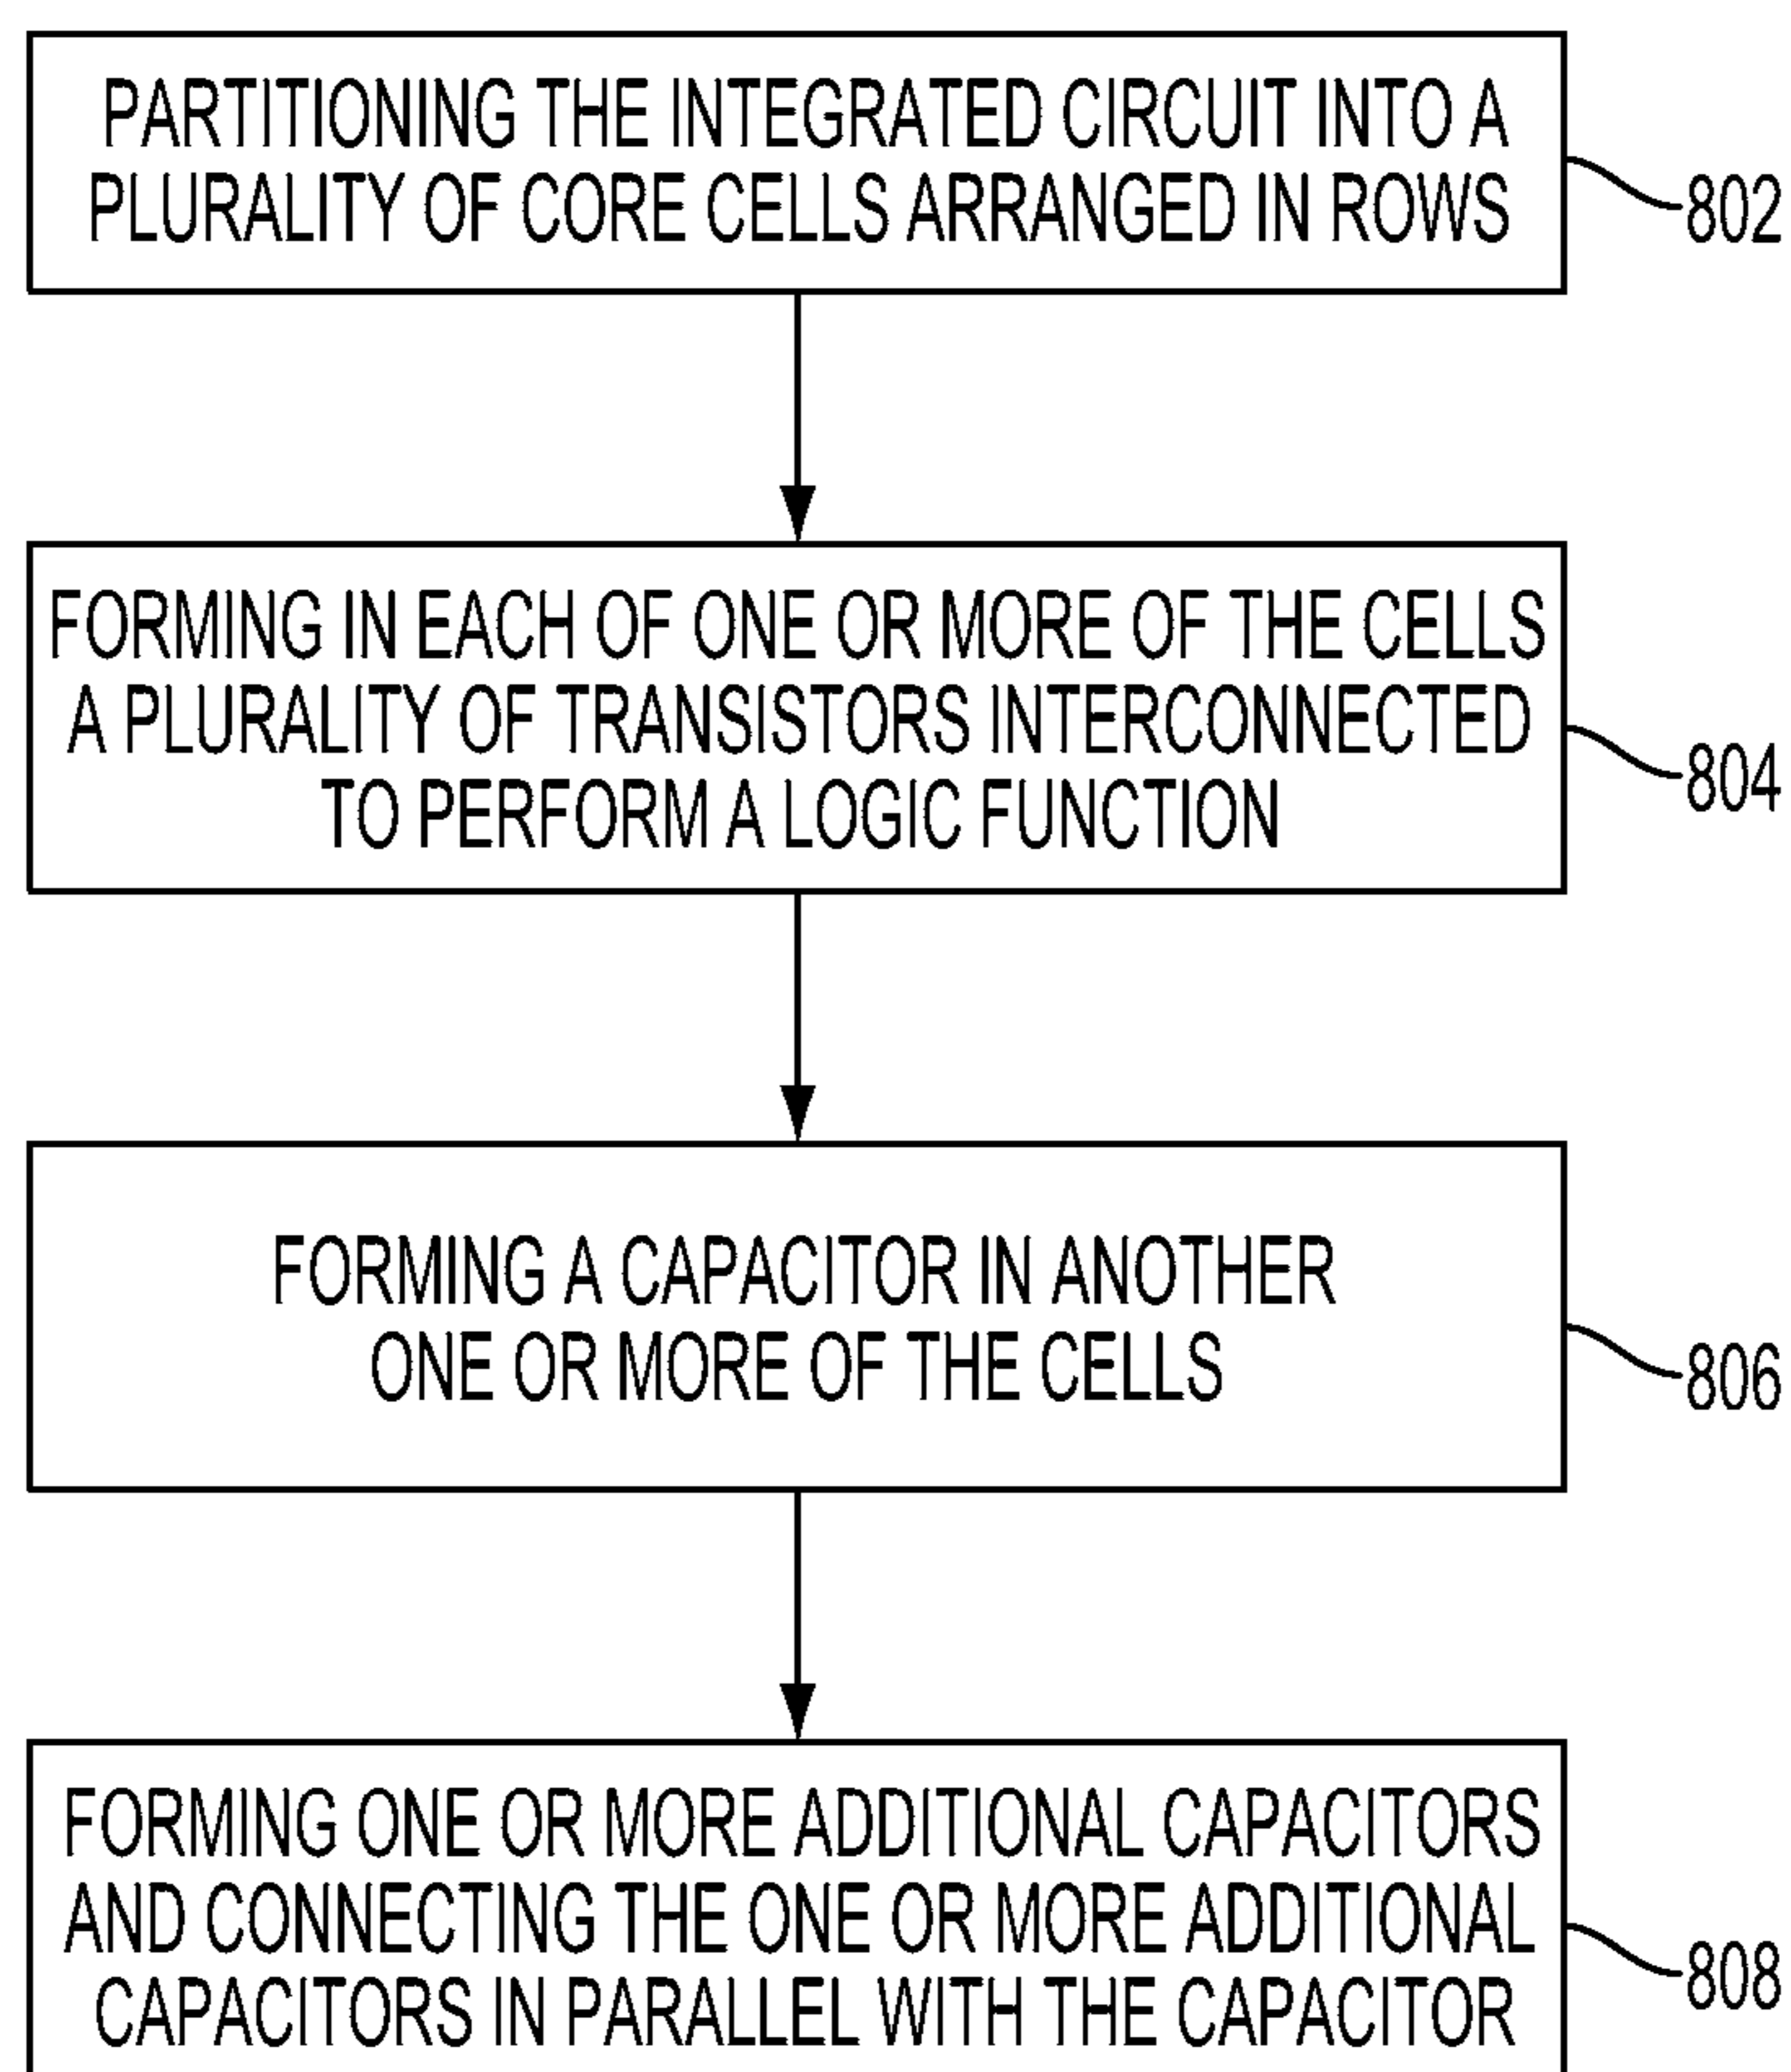 PARTITIONING THE INTEGRATED CIRCUIT INTO A
PLURALITY OF CORE CELLS ARRANGED IN ROWS
802
FORMING IN EACH OF ONE OR MORE OF THE CELLS
A PLURALITY OF TRANSISTORS INTERCONNECTED
TO PERFORM A LOGIC FUNCTION
804
FORMING A CAPACITOR IN ANOTHER
ONE OR MORE OF THE CELLS
806
FORMING ONE OR MORE ADDITIONAL CAPACITORS
AND CONNECTING THE ONE OR MORE ADDITIONAL
CAPACITORS IN PARALLEL WITH THE CAPACITOR
808